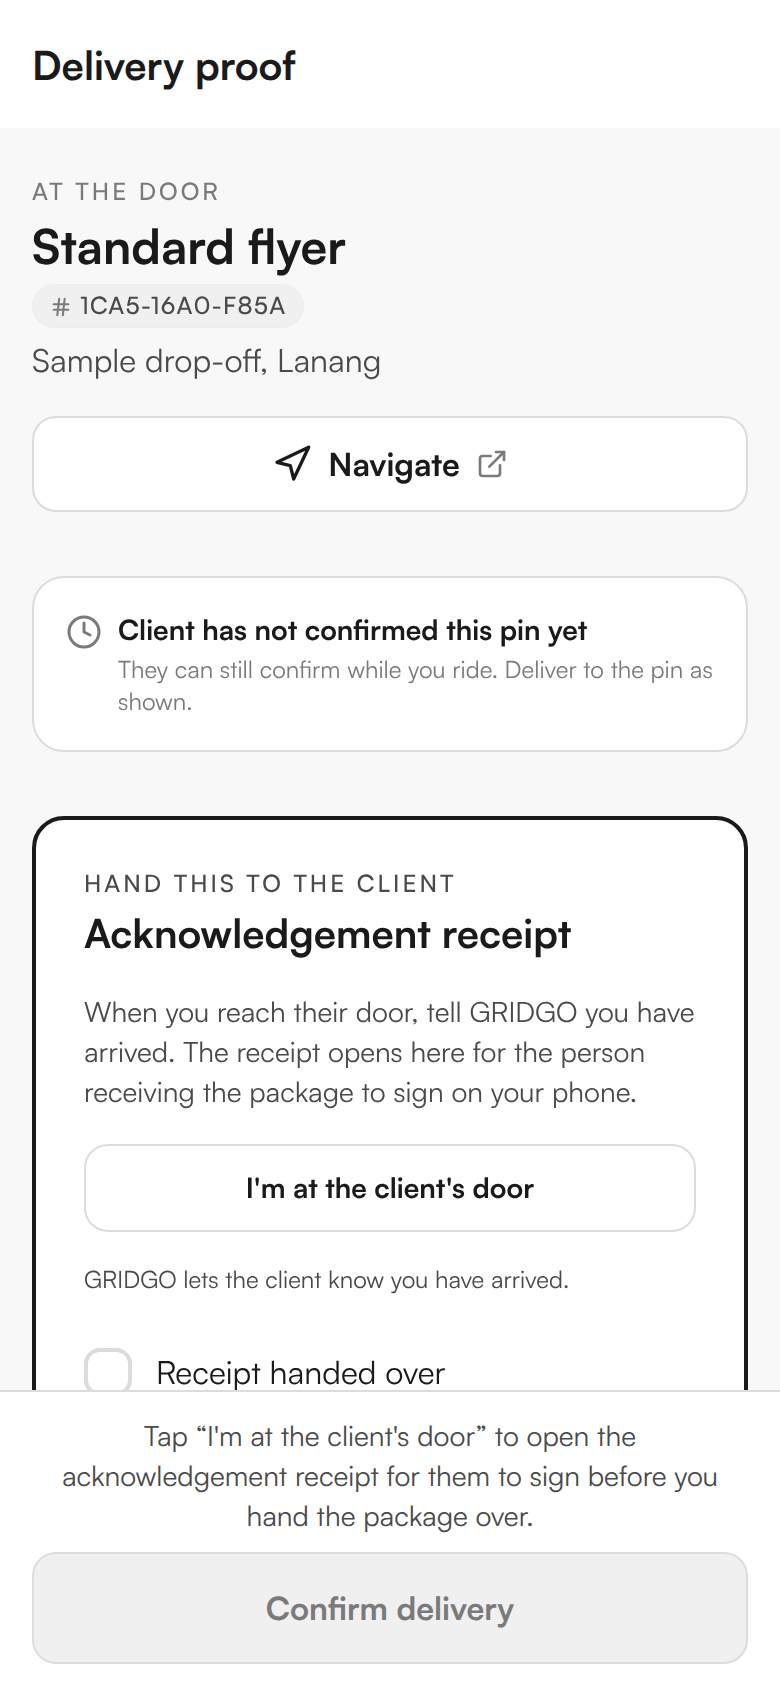 Delivery proof
AT THE DOOR
Standard flyer
# 1CA5-16A0-F85A
Sample drop-off, Lanang
Navigate
Client has not confirmed this pin yet
They can still confirm while you ride. Deliver to the pin as
shown.
HAND THIS TO THE CLIENT
Acknowledgement receipt
When you reach their door, tell GRIDGO you have
arrived. The receipt opens here for the person
receiving the package to sign on your phone.
I'm at the client's door
GRIDGO lets the client know you have arrived.
Receipt handed over
Tap “I'm at the client's door” to open the
acknowledgement receipt for them to sign before you
hand the package over.
Confirm delivery